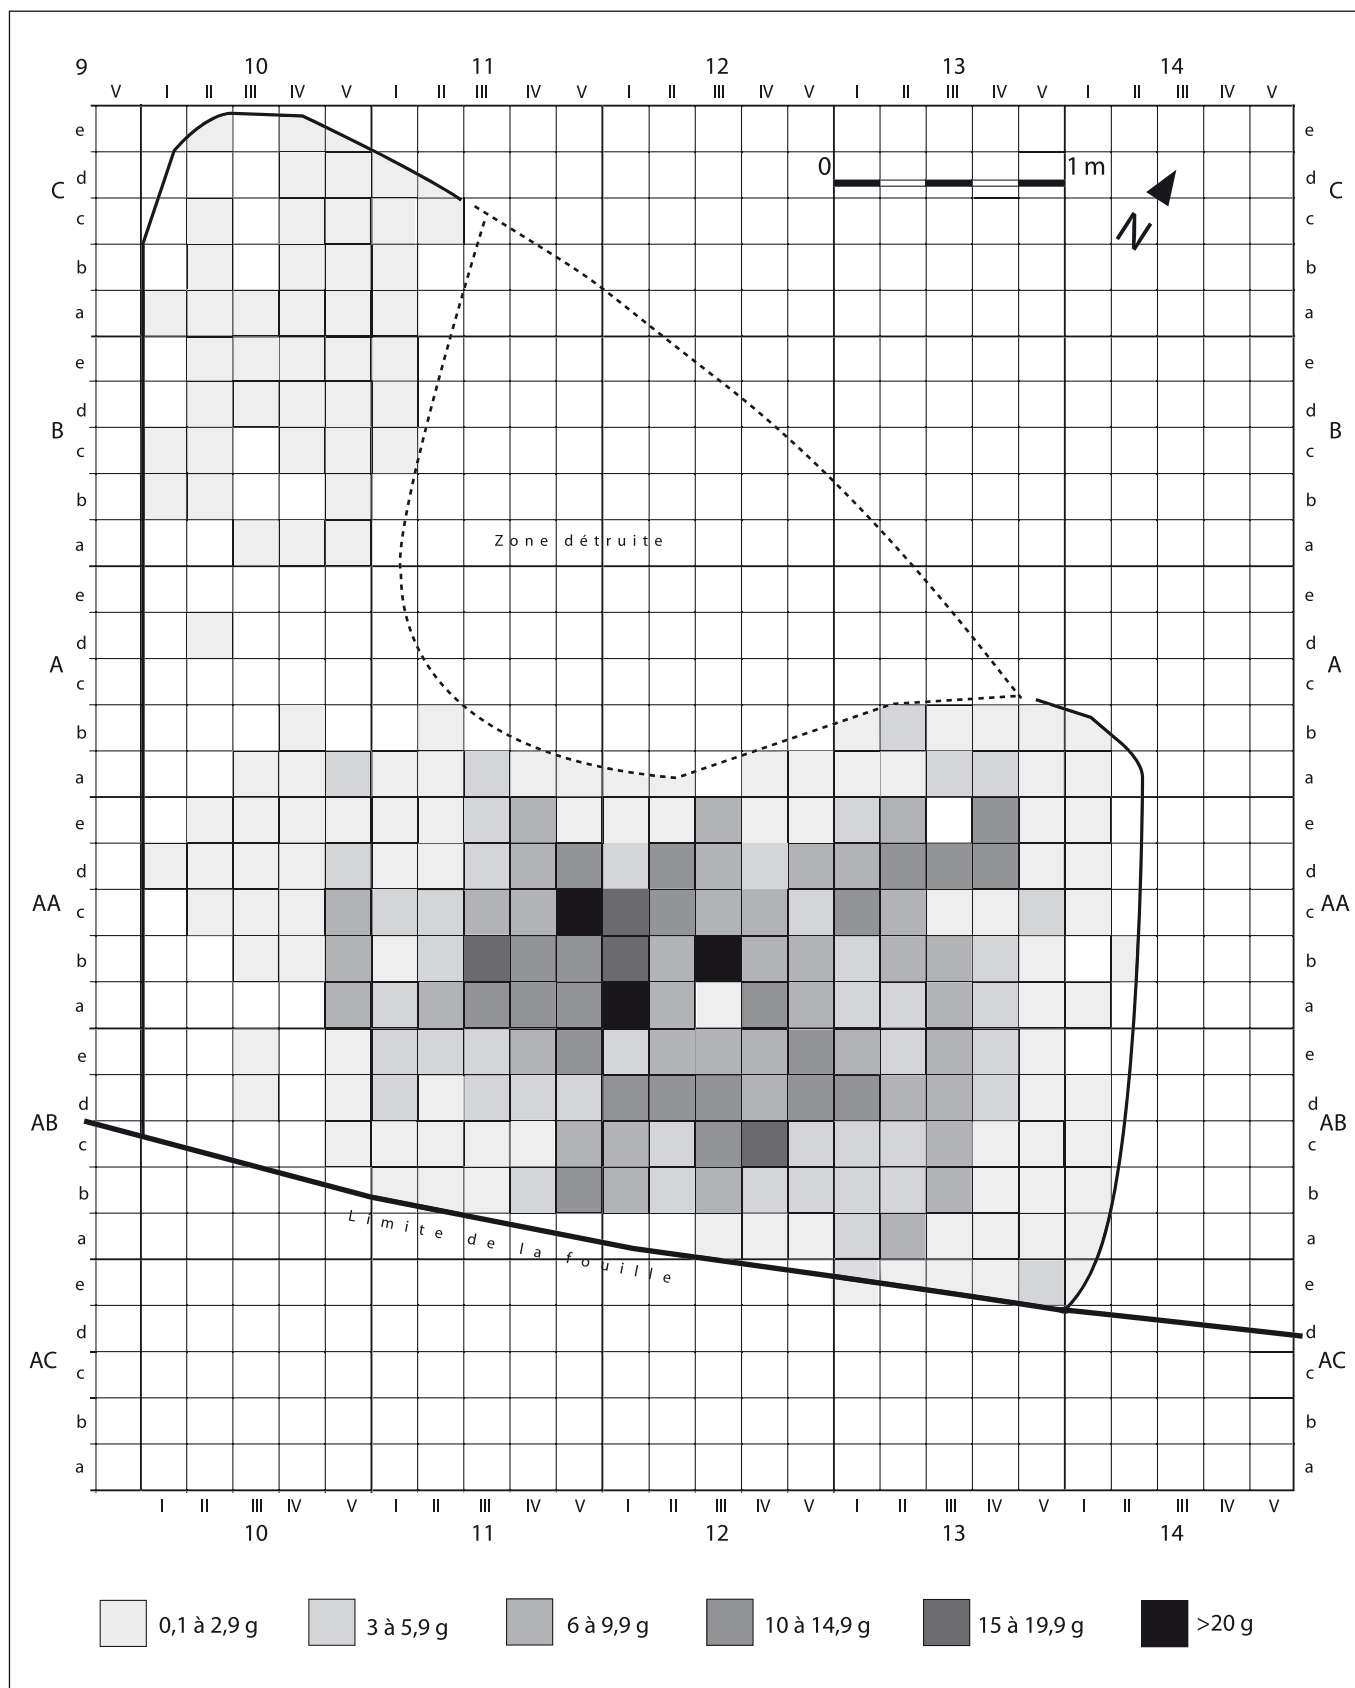 9 10 11 12 13 14
V I II III IV V I II III IV V I II III IV V I II III IV V I II III IV V
e e
0 1 m
d d
C C
c c
N
b b
a a
e e
d d
B B
c c
b b
a Zone détruite a
e e
d d
A A
c c
b b
a a
e e
d d
AA c c AA
b b
a a
e e
d d
AB AB
c c
b b
Limite de la fouille
a a
e e
d d
AC AC
c c
b b
a a
I II III IV V I II III IV V I II III IV V I II III IV V I II III IV V
10 11 12 13 14
0,1 à 2,9 g 3 à 5,9 g 6 à 9,9 g 10 à 14,9 g 15 à 19,9 g >20 g